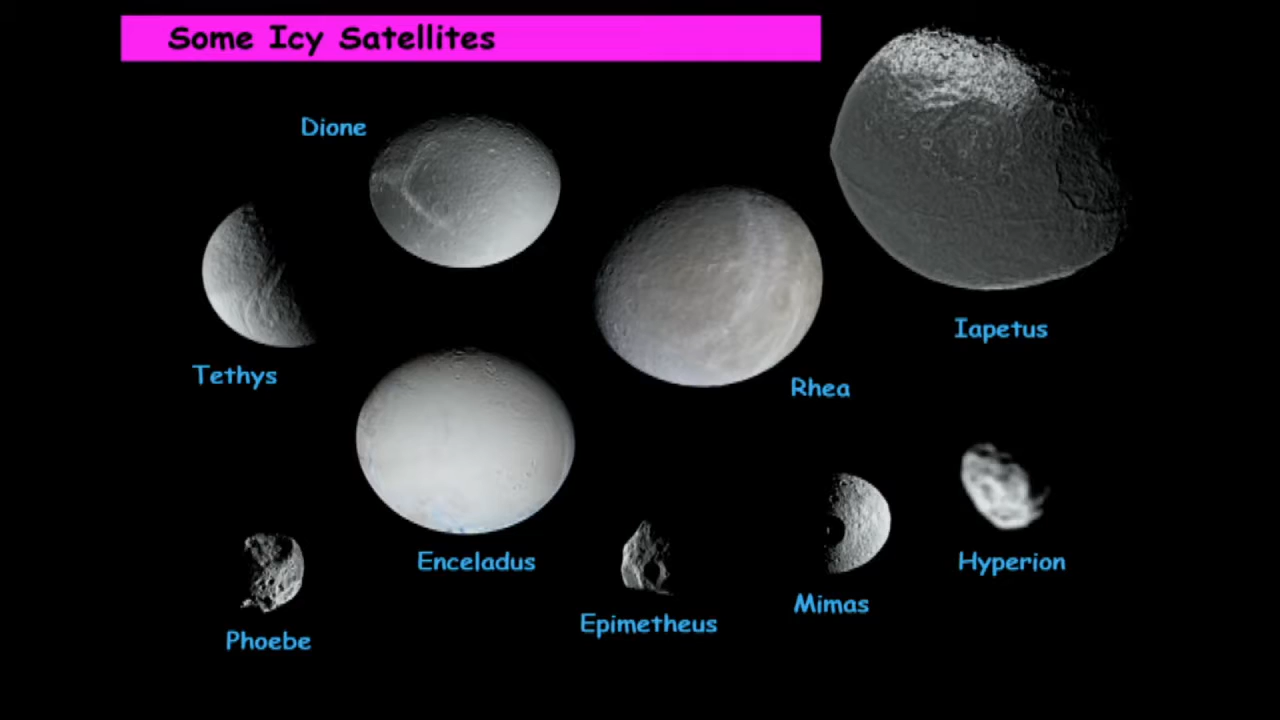 Some Icy Satellites
Dione
Iapetus
Tethys
Rhea
Enceladus
Hyperion
Mimas
Epimetheus
Phoebe